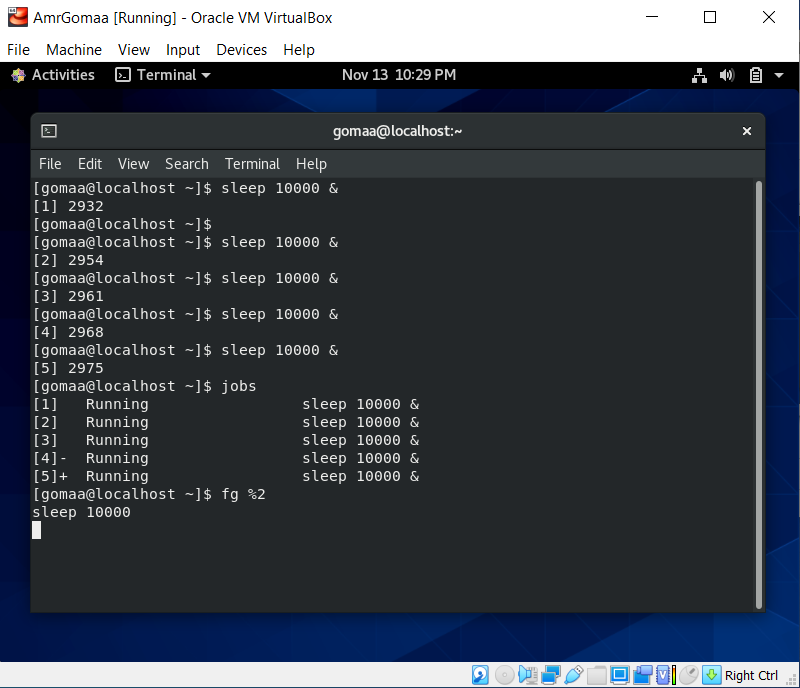 AmrGomaa [Running] - Oracle VM VirtualBox
File Machine View Input Devices Help
Activities Terminal Nov 13 10:29 PM
gomaa@localhost:~
File Edit View Search Terminal Help
[gomaa@localhost ~]$ sleep 10000 &
[1] 2932
[gomaa@localhost ~]$
[gomaa@localhost ~]$ sleep 10000 &
[2] 2954
[gomaa@localhost ~]$ sleep 10000 &
[3] 2961
[gomaa@localhost ~]$ sleep 10000 &
[4] 2968
[gomaa@localhost ~]$ sleep 10000 &
[5] 2975
[gomaa@localhost ~]$ jobs
[1]   Running                 sleep 10000 &
[2]   Running                 sleep 10000 &
[3]   Running                 sleep 10000 &
[4]-  Running                 sleep 10000 &
[5]+  Running                 sleep 10000 &
[gomaa@localhost ~]$ fg %2
sleep 10000
Right Ctrl